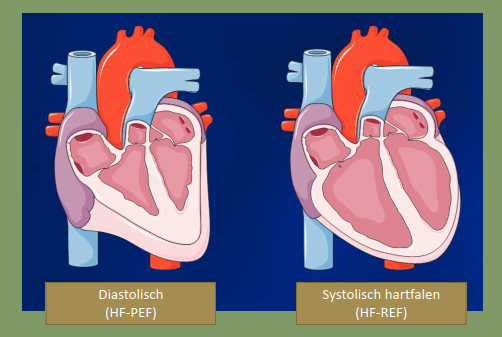 Diastolisch
(HF-PEF)
Systolisch hartfalen
(HF-REF)